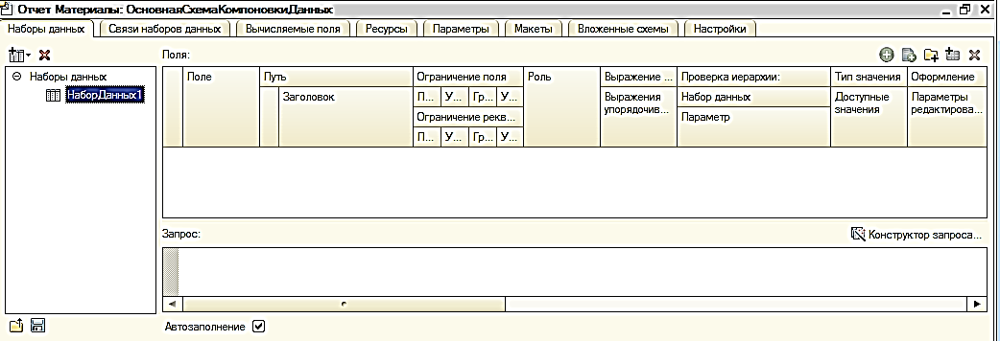 Отчет Материалы: ОсновнаяСхемаКомпоновкиДанных
Наборы данных Связи наборов данных Вычисляемые поля Ресурсы Параметры Макеты Вложенные схемы Настройки
Поля:
Наборы данных
НаборДанных1
Поле Путь Ограничение поля Роль Выражение ... Проверка иерархии: Тип значения Оформление
Заголовок П... У... Гр... У... Выражения упорядочив... Набор данных Доступные значения Параметры редактирова...
Ограничение рекв... Параметр
П... У... Гр... У...
Запрос: Конструктор запроса...
Автозаполнение